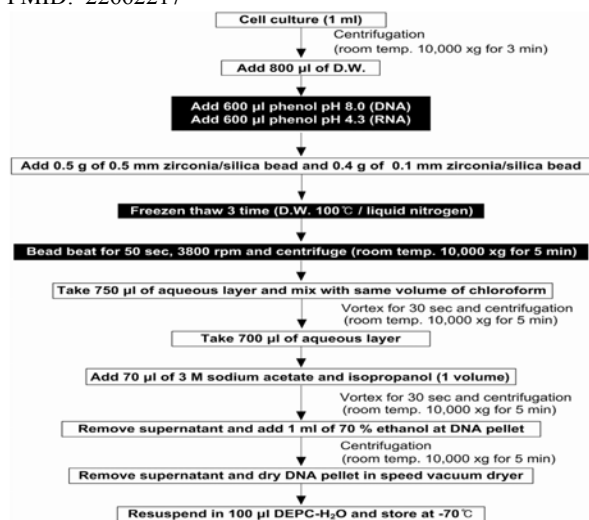 PMID: 22662217
Cell culture (1 ml)
Centrifugation
(room temp. 10,000 xg for 3 min)
Add 800 µl of D.W.
Add 600 µl phenol pH 8.0 (DNA)
Add 600 µl phenol pH 4.3 (RNA)
Add 0.5 g of 0.5 mm zirconia/silica bead and 0.4 g of 0.1 mm zirconia/silica bead
Freezen thaw 3 time (D.W. 100℃ / liquid nitrogen)
Bead beat for 50 sec, 3800 rpm and centrifuge (room temp. 10,000 xg for 5 min)
Take 750 µl of aqueous layer and mix with same volume of chloroform
Vortex for 30 sec and centrifugation
(room temp. 10,000 xg for 5 min)
Take 700 µl of aqueous layer
Add 70 µl of 3 M sodium acetate and isopropanol (1 volume)
Vortex for 30 sec and centrifugation
(room temp. 10,000 xg for 5 min)
Remove supernatant and add 1 ml of 70 % ethanol at DNA pellet
Centrifugation
(room temp. 10,000 xg for 5 min)
Remove supernatant and dry DNA pellet in speed vacuum dryer
Resuspend in 100 µl DEPC-H₂O and store at -70℃